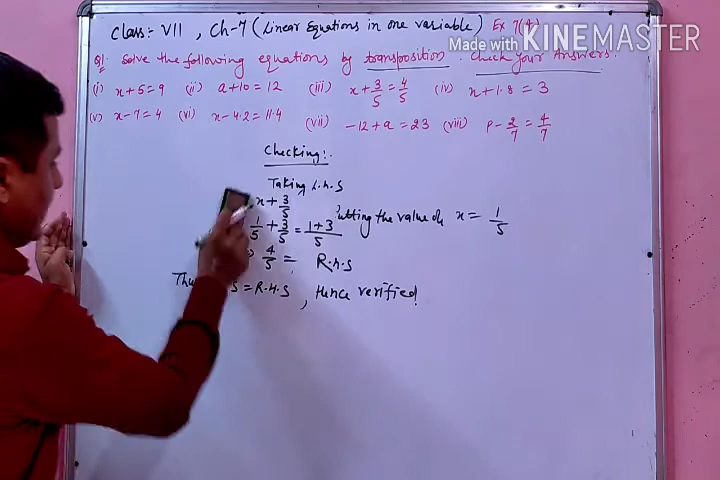 Class:- VII , Ch-7 (Linear Equations in one variable) Ex 7(A)
Made with KINEMASTER
Q1. Solve the following equations by transposition. Check your Answers.
(i) x+5=9 (ii) a+10=12 (iii) x+3/5=4/5 (iv) x+1.8=3
(v) x-7=4 (vi) x-4.2=11.4 (vii) -12+a=23 (viii) p-2/7=4/7
Checking:-
Taking L.H.S
x+3/5
Putting the value of x=1/5
1/5+3/5=1+3/5
4/5= R.H.S
S=R.H.S, Hence verified